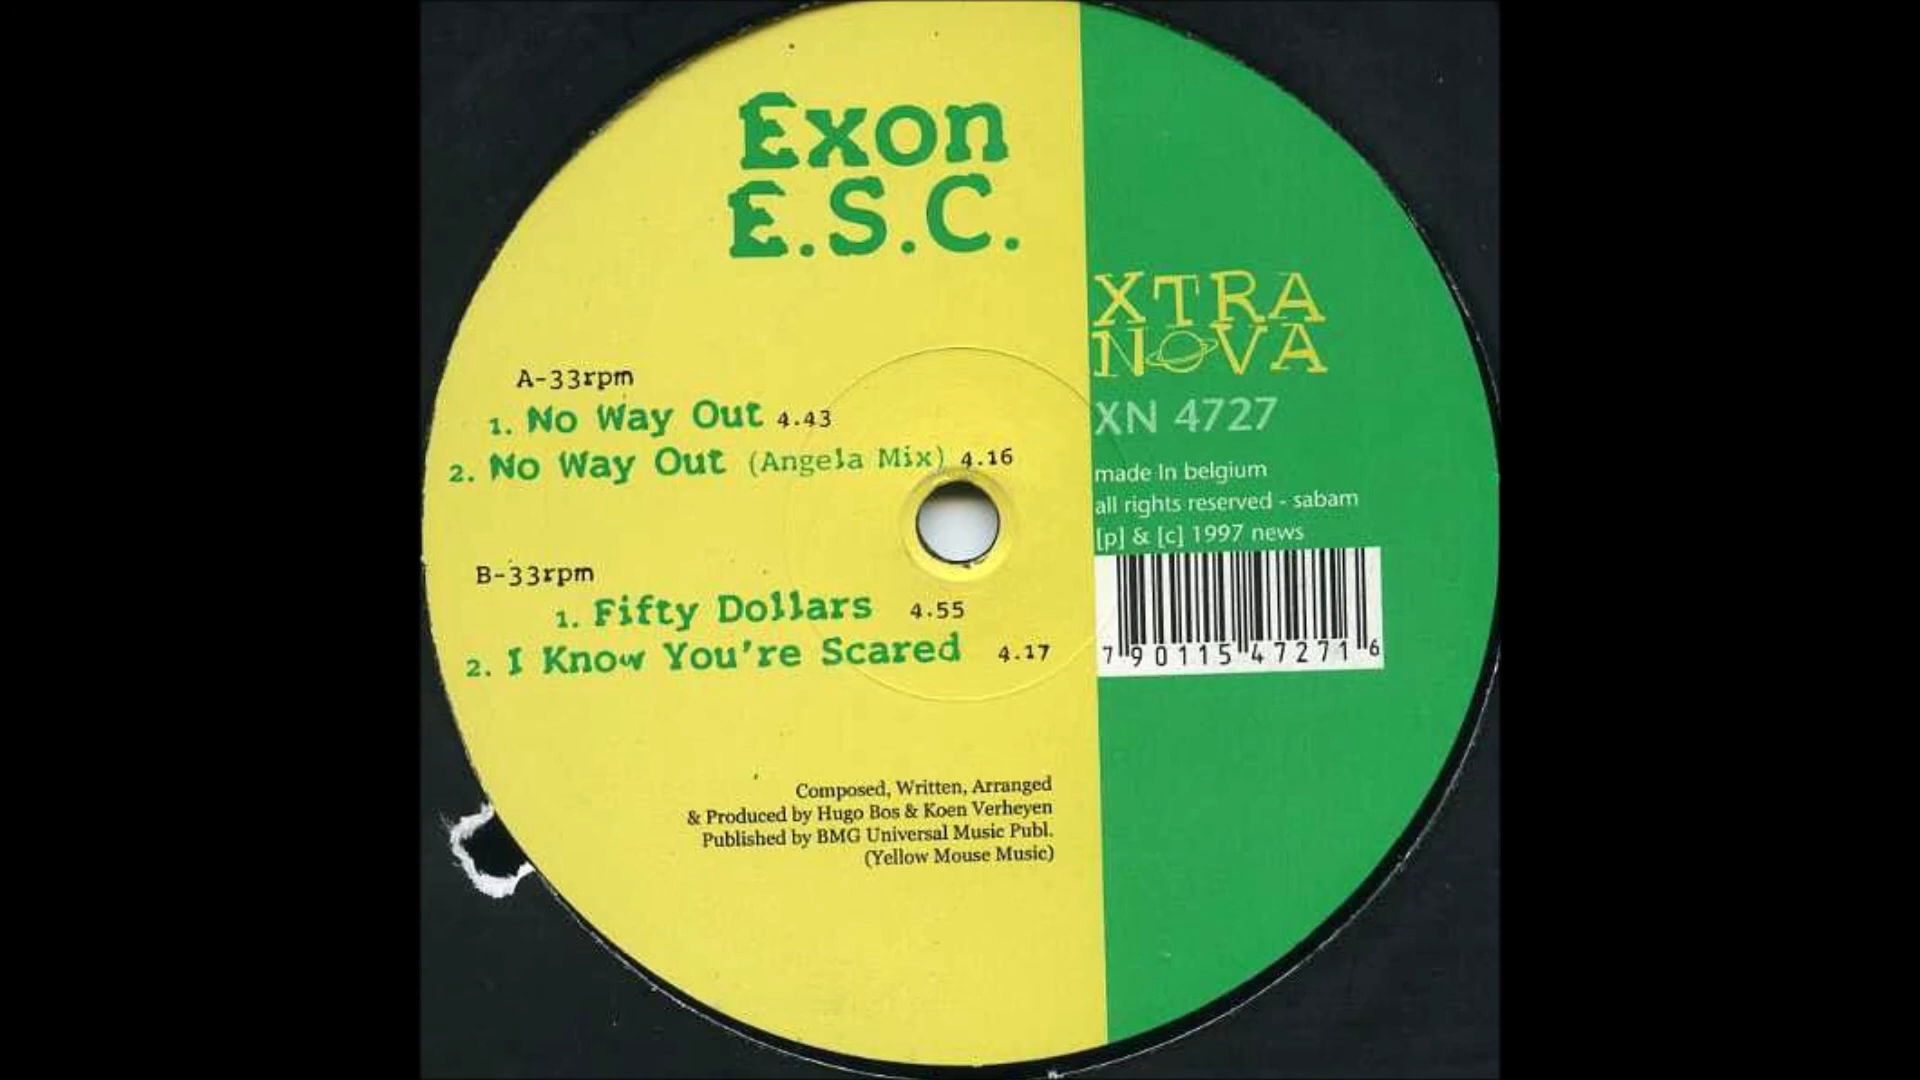 Exon
E.S.C.
A-33rpm
1. No Way Out 4.43
2. No Way Out (Angela Mix) 4.16
B-33rpm
1. Fifty Dollars 4.55
2. I Know You're Scared 4.17
Composed, Written, Arranged
& Produced by Hugo Bos & Koen Verheyen
Published by BMG Universal Music Publ.
(Yellow Mouse Music)
XTRA
NOVA
XN 4727
made In belgium
all rights reserved - sabam
[p] & [c] 1997 news
7 90115 47271 6